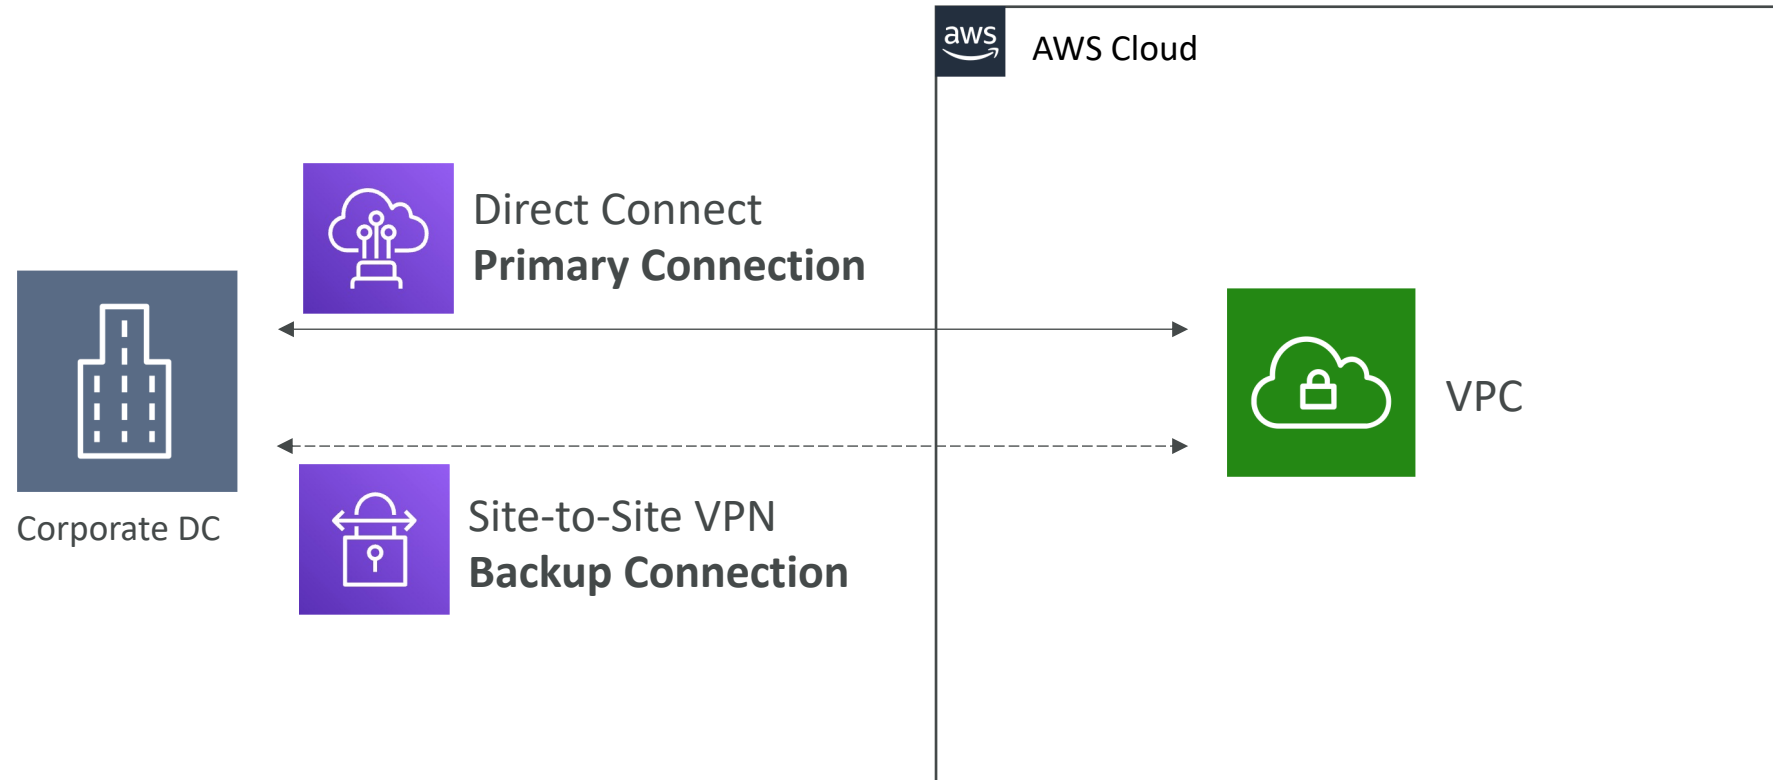 aws
AWS Cloud
Direct Connect
Primary Connection
VPC
Corporate DC
Site-to-Site VPN
Backup Connection